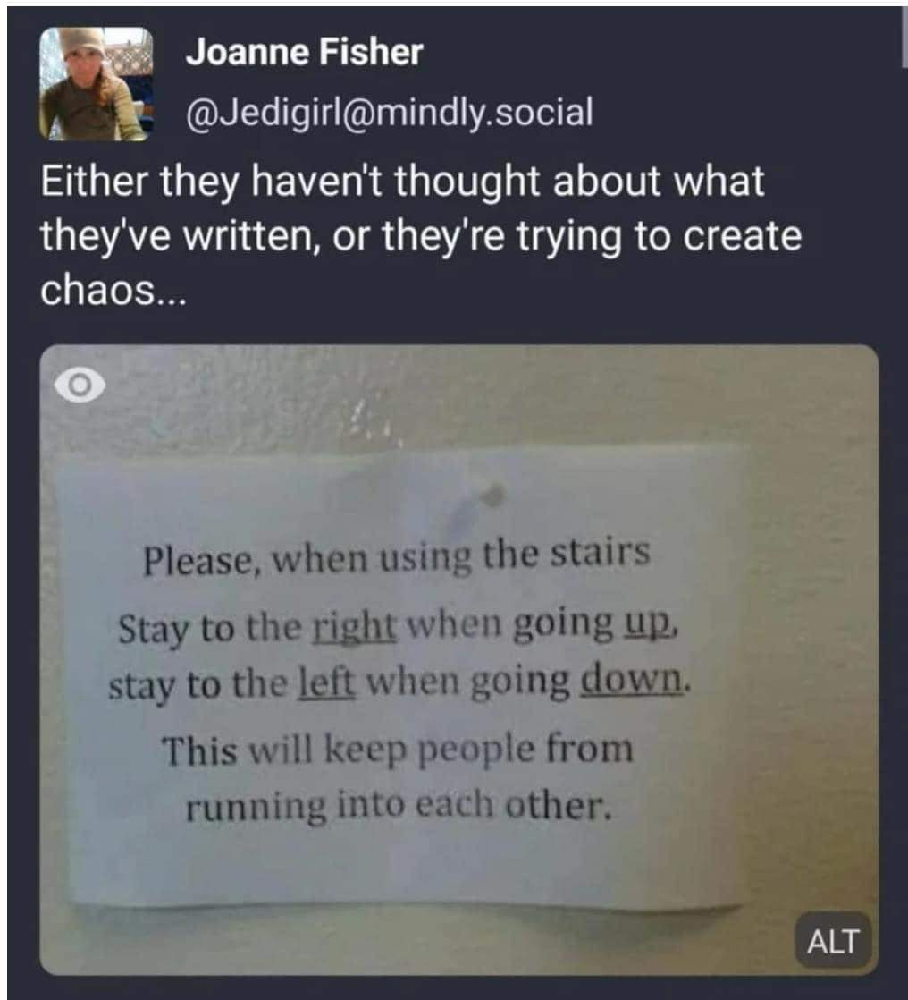 Joanne Fisher
@Jedigirl@mindly.social
Either they haven't thought about what
they've written, or they're trying to create
chaos...
Please, when using the stairs
Stay to the right when going up,
stay to the left when going down.
This will keep people from
running into each other.
ALT